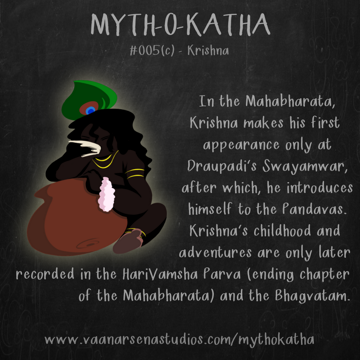 MYTH-O-KATHA
#005(c) - Krishna
In the Mahabharata,
Krishna makes his first
appearance only at
Draupadi's Swayamwar,
after which, he introduces
himself to the Pandavas.
Krishna's childhood and
adventures are only later
recorded in the HariVamsha Parva (ending chapter
of the Mahabharata) and the Bhagvatam.
www.vaanarsenastudios.com/mythokatha